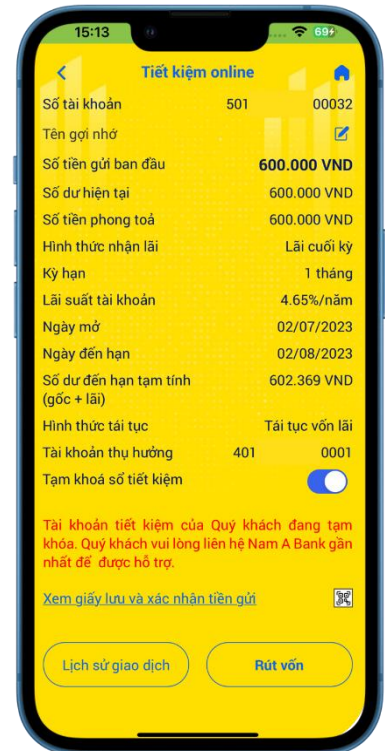 15:13 69
Tiết kiệm online
Số tài khoản 501 00032
Tên gợi nhớ
Số tiền gửi ban đầu 600.000 VND
Số dư hiện tại 600.000 VND
Số tiền phong toả 600.000 VND
Hình thức nhận lãi Lãi cuối kỳ
Kỳ hạn 1 tháng
Lãi suất tài khoản 4.65%/năm
Ngày mở 02/07/2023
Ngày đến hạn 02/08/2023
Số dư đến hạn tạm tính 602.369 VND
(gốc + lãi)
Hình thức tái tục Tái tục vốn lãi
Tài khoản thụ hưởng 401 0001
Tạm khoá sổ tiết kiệm
Tài khoản tiết kiệm của Quý khách đang tạm
khóa. Quý khách vui lòng liên hệ Nam A Bank gần
nhất để được hỗ trợ.
Xem giấy lưu và xác nhận tiền gửi
Lịch sử giao dịch Rút vốn